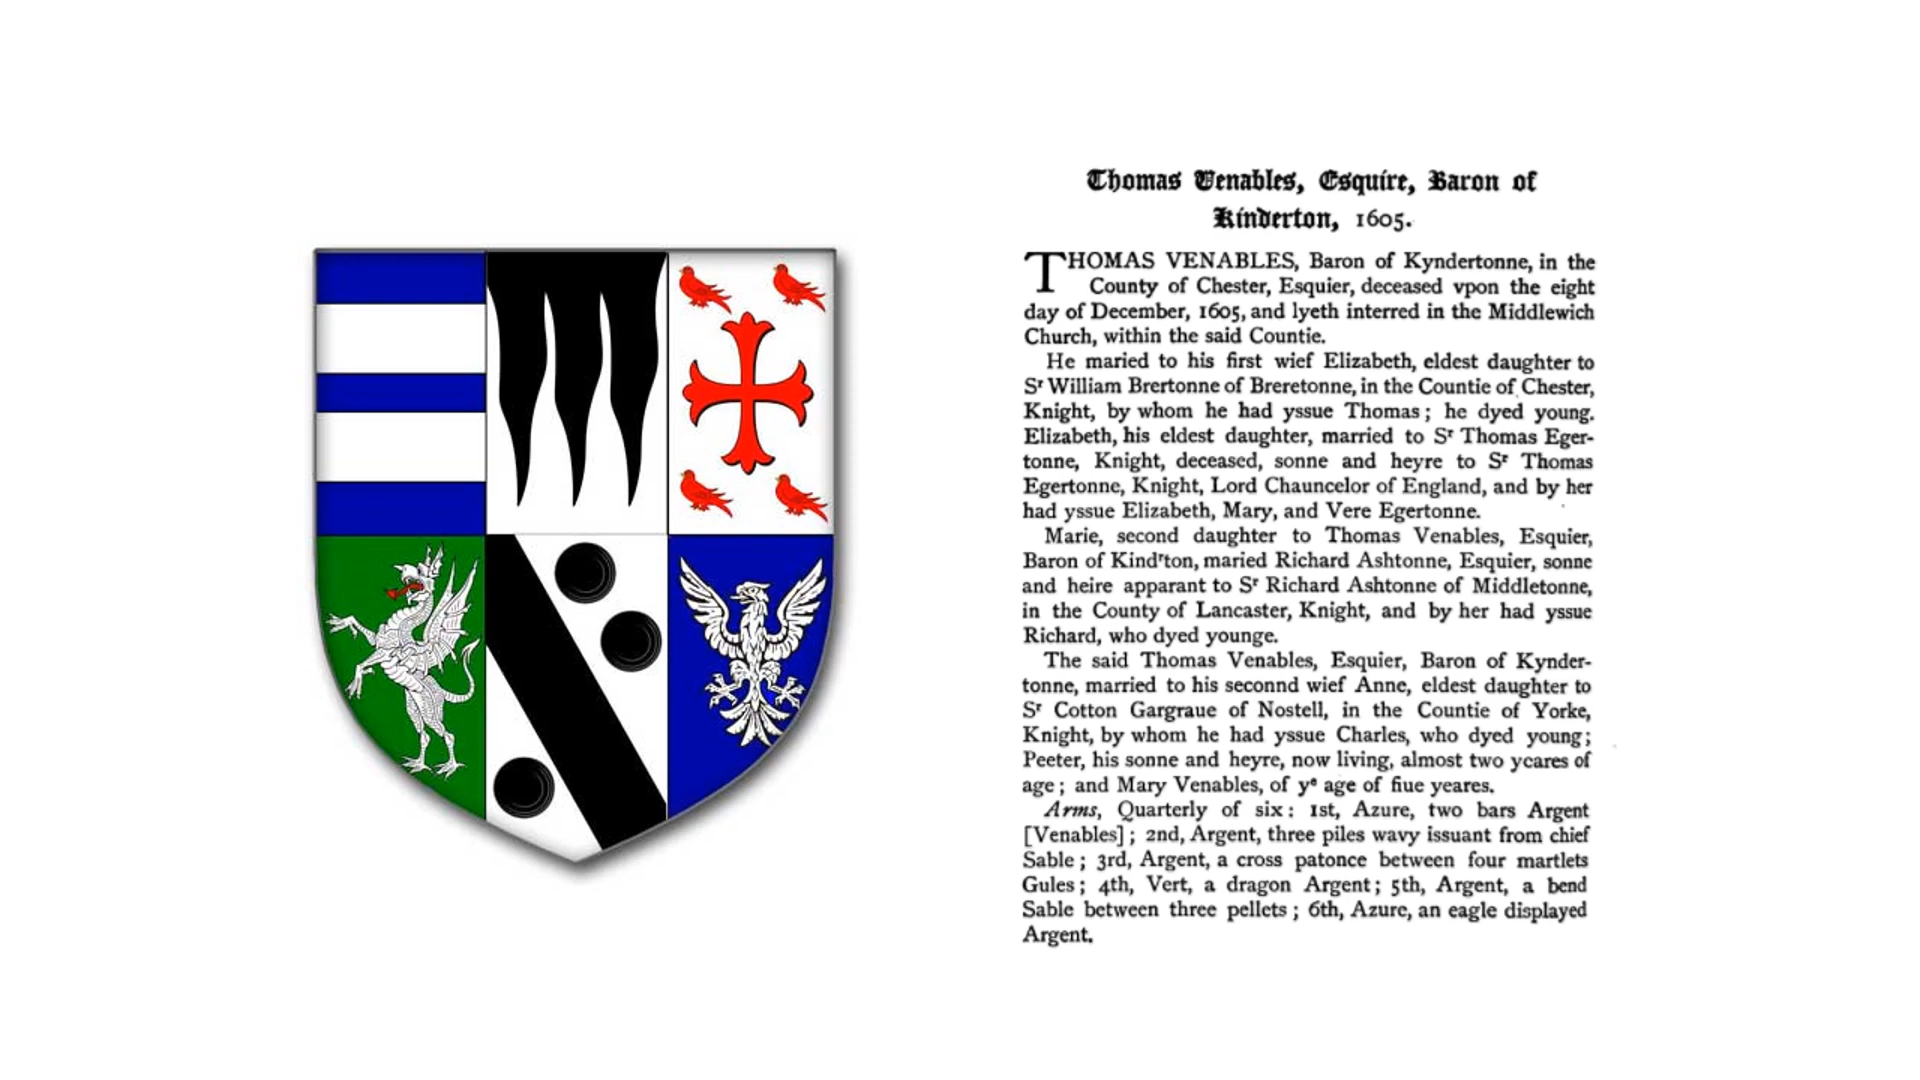 Thomas Venables, Esquire, Baron of
Kinderton, 1605.
THOMAS VENABLES, Baron of Kyndertonne, in the
County of Chester, Esquier, deceased vpon the eight
day of December, 1605, and lyeth interred in the Middlewich
Church, within the said Countie.
He maried to his first wief Elizabeth, eldest daughter to
Sʳ William Brertonne of Breretonne, in the Countie of Chester,
Knight, by whom he had yssue Thomas; he dyed young.
Elizabeth, his eldest daughter, married to Sʳ Thomas Eger-
tonne, Knight, deceased, sonne and heyre to Sʳ Thomas
Egertonne, Knight, Lord Chauncelor of England, and by her
had yssue Elizabeth, Mary, and Vere Egertonne.
Marie, second daughter to Thomas Venables, Esquier,
Baron of Kindʳton, maried Richard Ashtonne, Esquier, sonne
and heire apparant to Sʳ Richard Ashtonne of Middletonne,
in the County of Lancaster, Knight, and by her had yssue
Richard, who dyed younge.
The said Thomas Venables, Esquier, Baron of Kynder-
tonne, married to his seconnd wief Anne, eldest daughter to
Sʳ Cotton Gargraue of Nostell, in the Countie of Yorke,
Knight, by whom he had yssue Charles, who dyed young;
Peeter, his sonne and heyre, now living, almost two yeares of
age; and Mary Venables, of yᵉ age of fiue yeares.
Arms, Quarterly of six: 1st, Azure, two bars Argent
[Venables]; 2nd, Argent, three piles wavy issuant from chief
Sable; 3rd, Argent, a cross patonce between four martlets
Gules; 4th, Vert, a dragon Argent; 5th, Argent, a bend
Sable between three pellets; 6th, Azure, an eagle displayed
Argent.